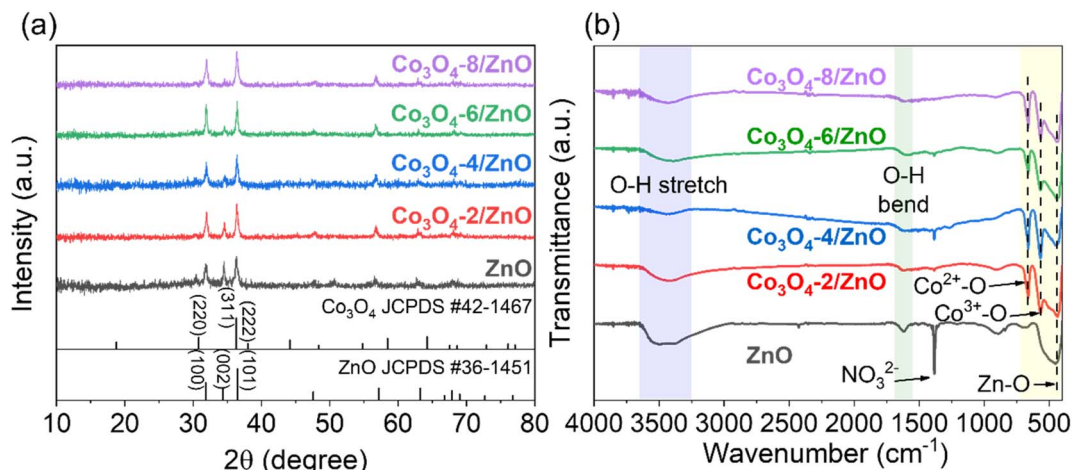 (a)
Intensity (a.u.)
Co₃O₄-8/ZnO
Co₃O₄-6/ZnO
Co₃O₄-4/ZnO
Co₃O₄-2/ZnO
ZnO
Co₃O₄ JCPDS #42-1467
(220)
(311)
(222)
ZnO JCPDS #36-1451
(100)
(002)
(101)
10 20 30 40 50 60 70 80
2θ (degree)
(b)
Transmittance (a.u.)
Co₃O₄-8/ZnO
Co₃O₄-6/ZnO
O-H stretch
O-H
bend
Co₃O₄-4/ZnO
Co₃O₄-2/ZnO
Co²⁺-O
Co³⁺-O
ZnO
NO₃²⁻
Zn-O
4000 3500 3000 2500 2000 1500 1000 500
Wavenumber (cm⁻¹)